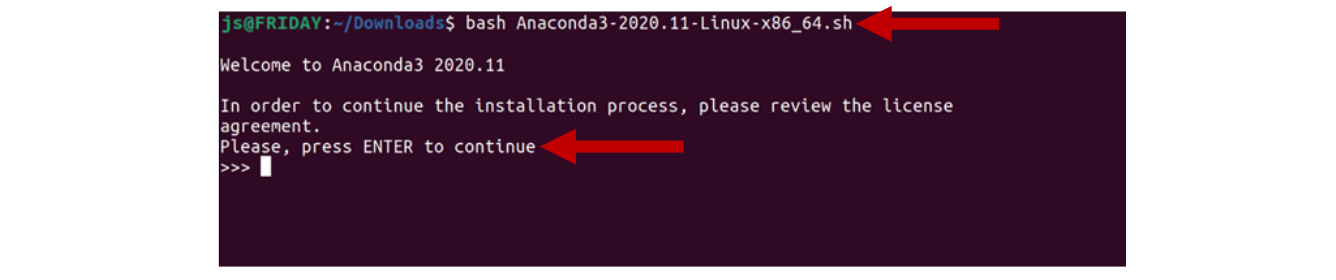 js@FRIDAY:~/Downloads$ bash Anaconda3-2020.11-Linux-x86_64.sh
Welcome to Anaconda3 2020.11
In order to continue the installation process, please review the license
agreement.
Please, press ENTER to continue
>>>